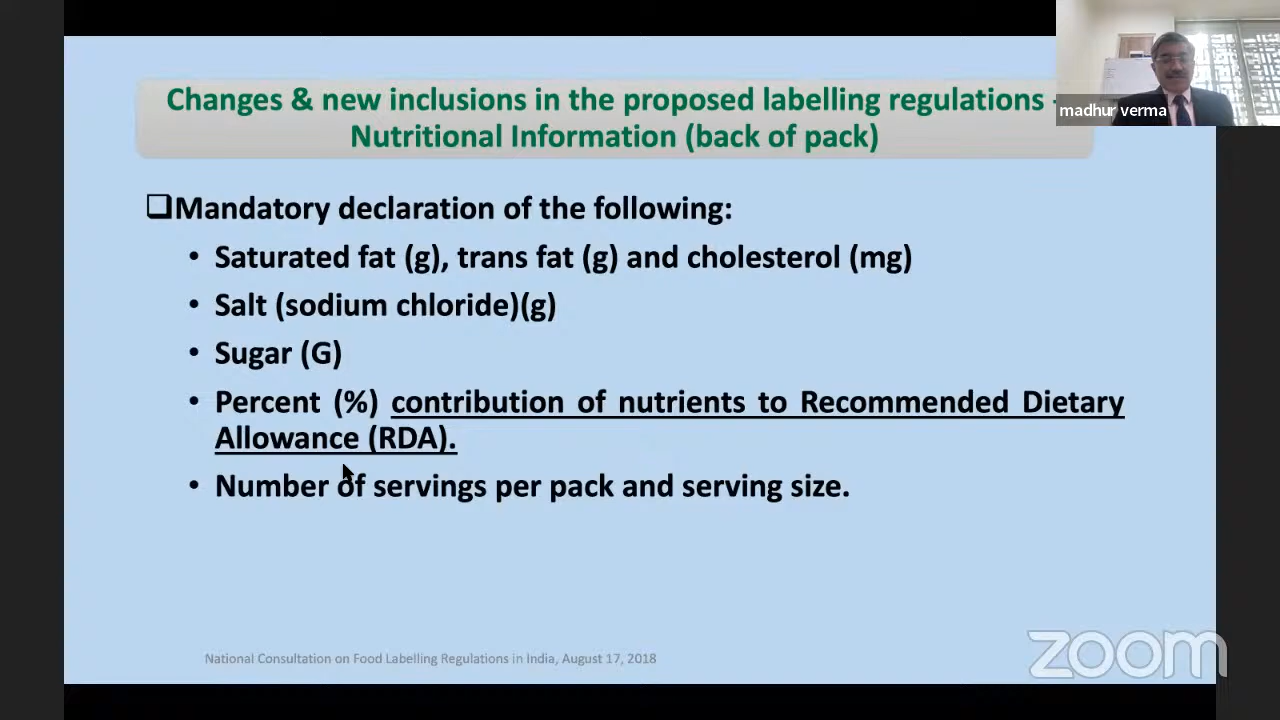 Changes & new inclusions in the proposed labelling regulations -
Nutritional Information (back of pack)
madhur verma
❑Mandatory declaration of the following:
• Saturated fat (g), trans fat (g) and cholesterol (mg)
• Salt (sodium chloride)(g)
• Sugar (G)
• Percent (%) contribution of nutrients to Recommended Dietary
Allowance (RDA).
• Number of servings per pack and serving size.
National Consultation on Food Labelling Regulations in India, August 17, 2018
zoom